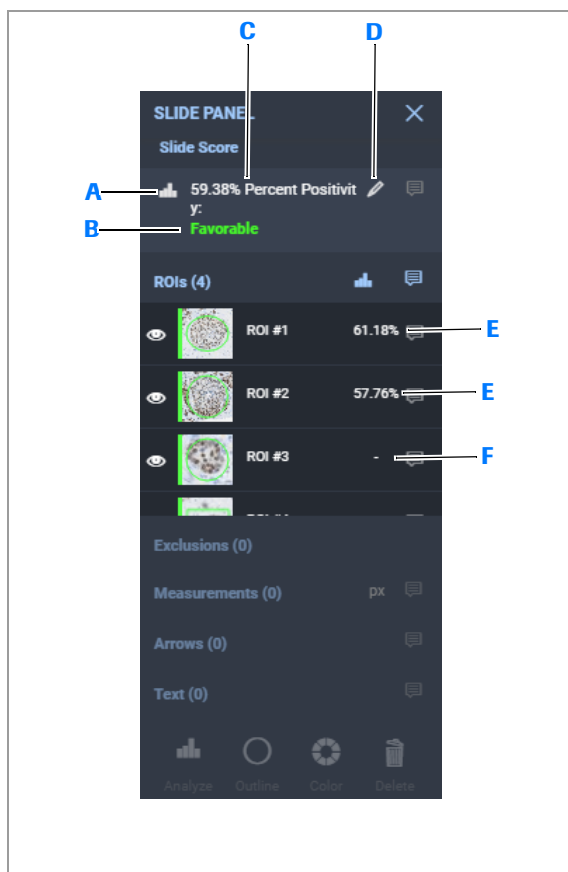 C D
SLIDE PANEL
Slide Score
A 59.38% Percent Positivit
y:
B Favorable
ROIs (4)
ROI #1 61.18% E
ROI #2 57.76% E
ROI #3 - F
Exclusions (0)
Measurements (0) px
Arrows (0)
Text (0)
Analyze Outline Color Delete